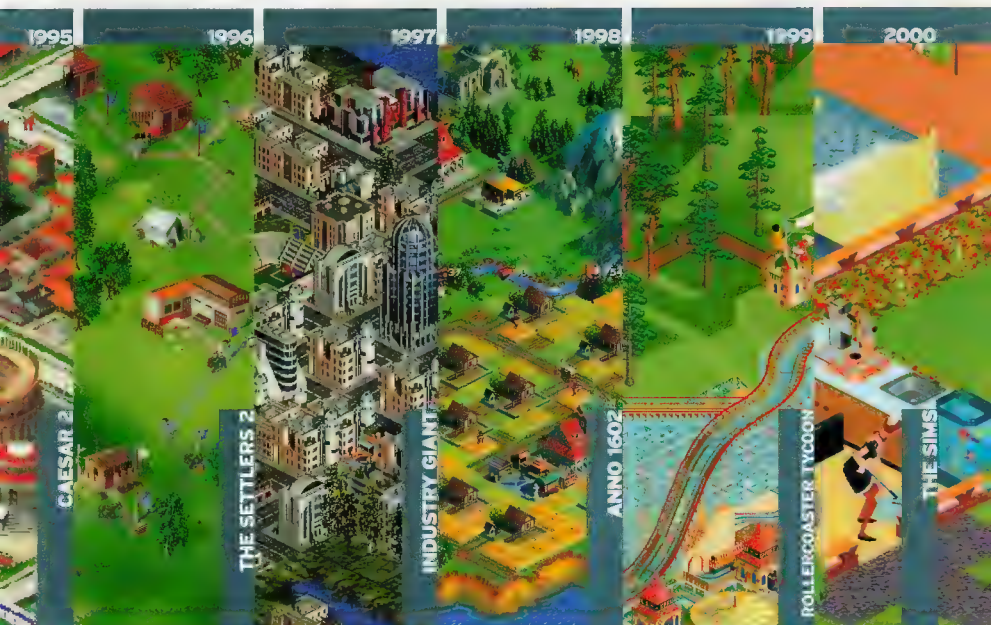 1995
1996
1997
1998
1999
2000
CAESAR 2
THE SETTLERS 2
INDUSTRY GIANT
ANNO 1602
ROLLERCOASTER TYCOON
THE SIMS